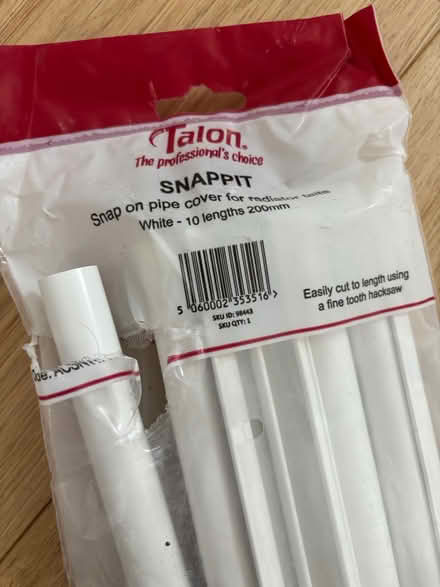 Talon®
The professional's choice
SNAPPIT
Snap on pipe cover for radiator tails
White - 10 lengths 200mm
5 060002 353516 >
SKU ID: 98443
SKU QTY: 1
Easily cut to length using
a fine tooth hacksaw